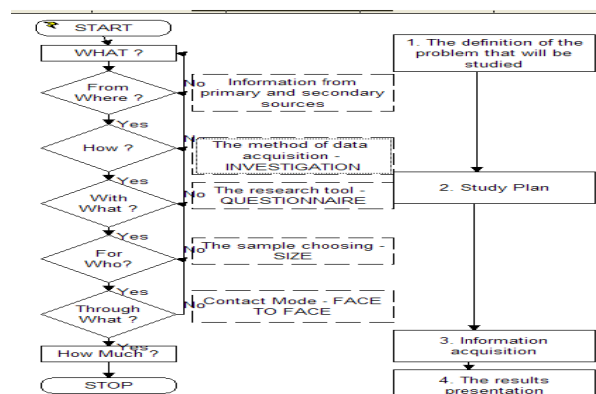 START
WHAT ?
1. The definition of the
problem that will be
studied
From
Where ?
No
Information from
primary and secondary
sources
Yes
How ?
N
The method of data
acquisition -
INVESTIGATION
Yes
With
What ?
No
The research tool -
QUESTIONNAIRE
2. Study Plan
Yes
For
Who?
No
The sample choosing -
SIZE
Yes
Through
What ?
No
Contact Mode - FACE
TO FACE
Yes
How Much ?
3. Information
acquisition
STOP
4. The results
presentation